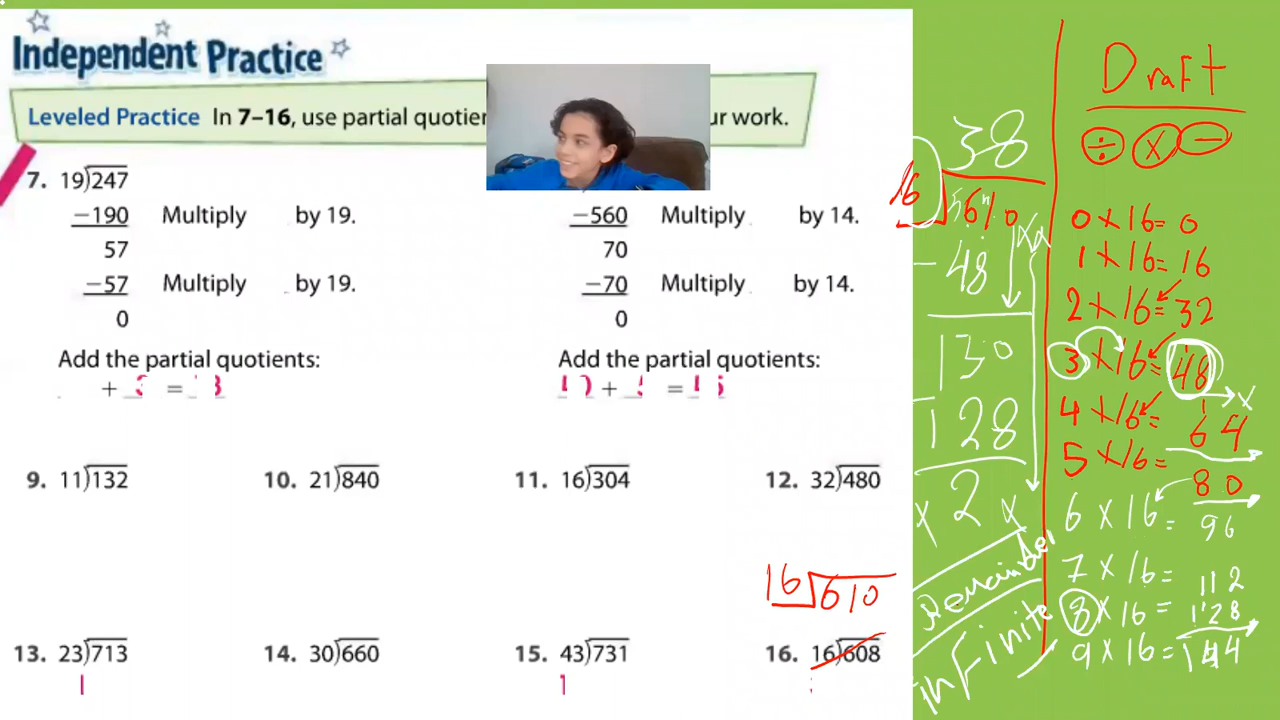 Independent Practice
Leveled Practice In 7–16, use partial quotie ur work.
7. 19)247
−190 Multiply by 19.
57
−57 Multiply by 19.
0
Add the partial quotients:
+ 3 =
−560 Multiply by 14.
70
−70 Multiply by 14.
0
Add the partial quotients:
+ =
9. 11)132
10. 21)840
11. 16)304
12. 32)480
16)610
13. 23)713
14. 30)660
15. 43)731
16. 16)608
38
16)610
− 48
130
128
x 2 x
Remainder
inFinite
Draft
÷ x −
0 x 16 = 0
1 x 16 = 16
2 x 16 = 32
3 x 16 = 48
4 x 16 = 64
5 x 16 = 80
6 x 16 = 96
7 x 16 = 112
8 x 16 = 128
9 x 16 = 144